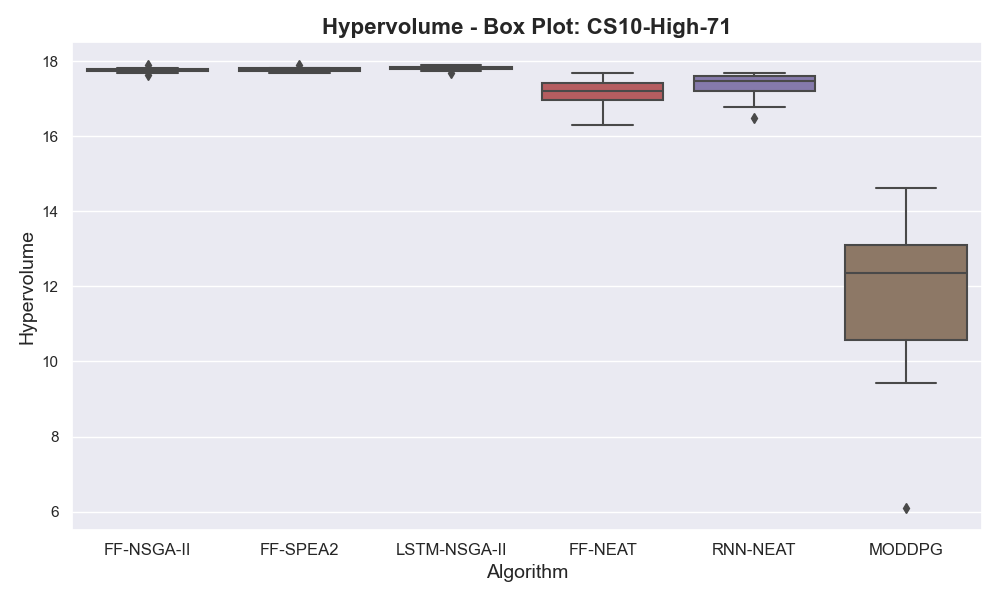 Hypervolume - Box Plot: CS10-High-71
Hypervolume
18
16
14
12
10
8
6
FF-NSGA-II
FF-SPEA2
LSTM-NSGA-II
FF-NEAT
RNN-NEAT
MODDPG
Algorithm